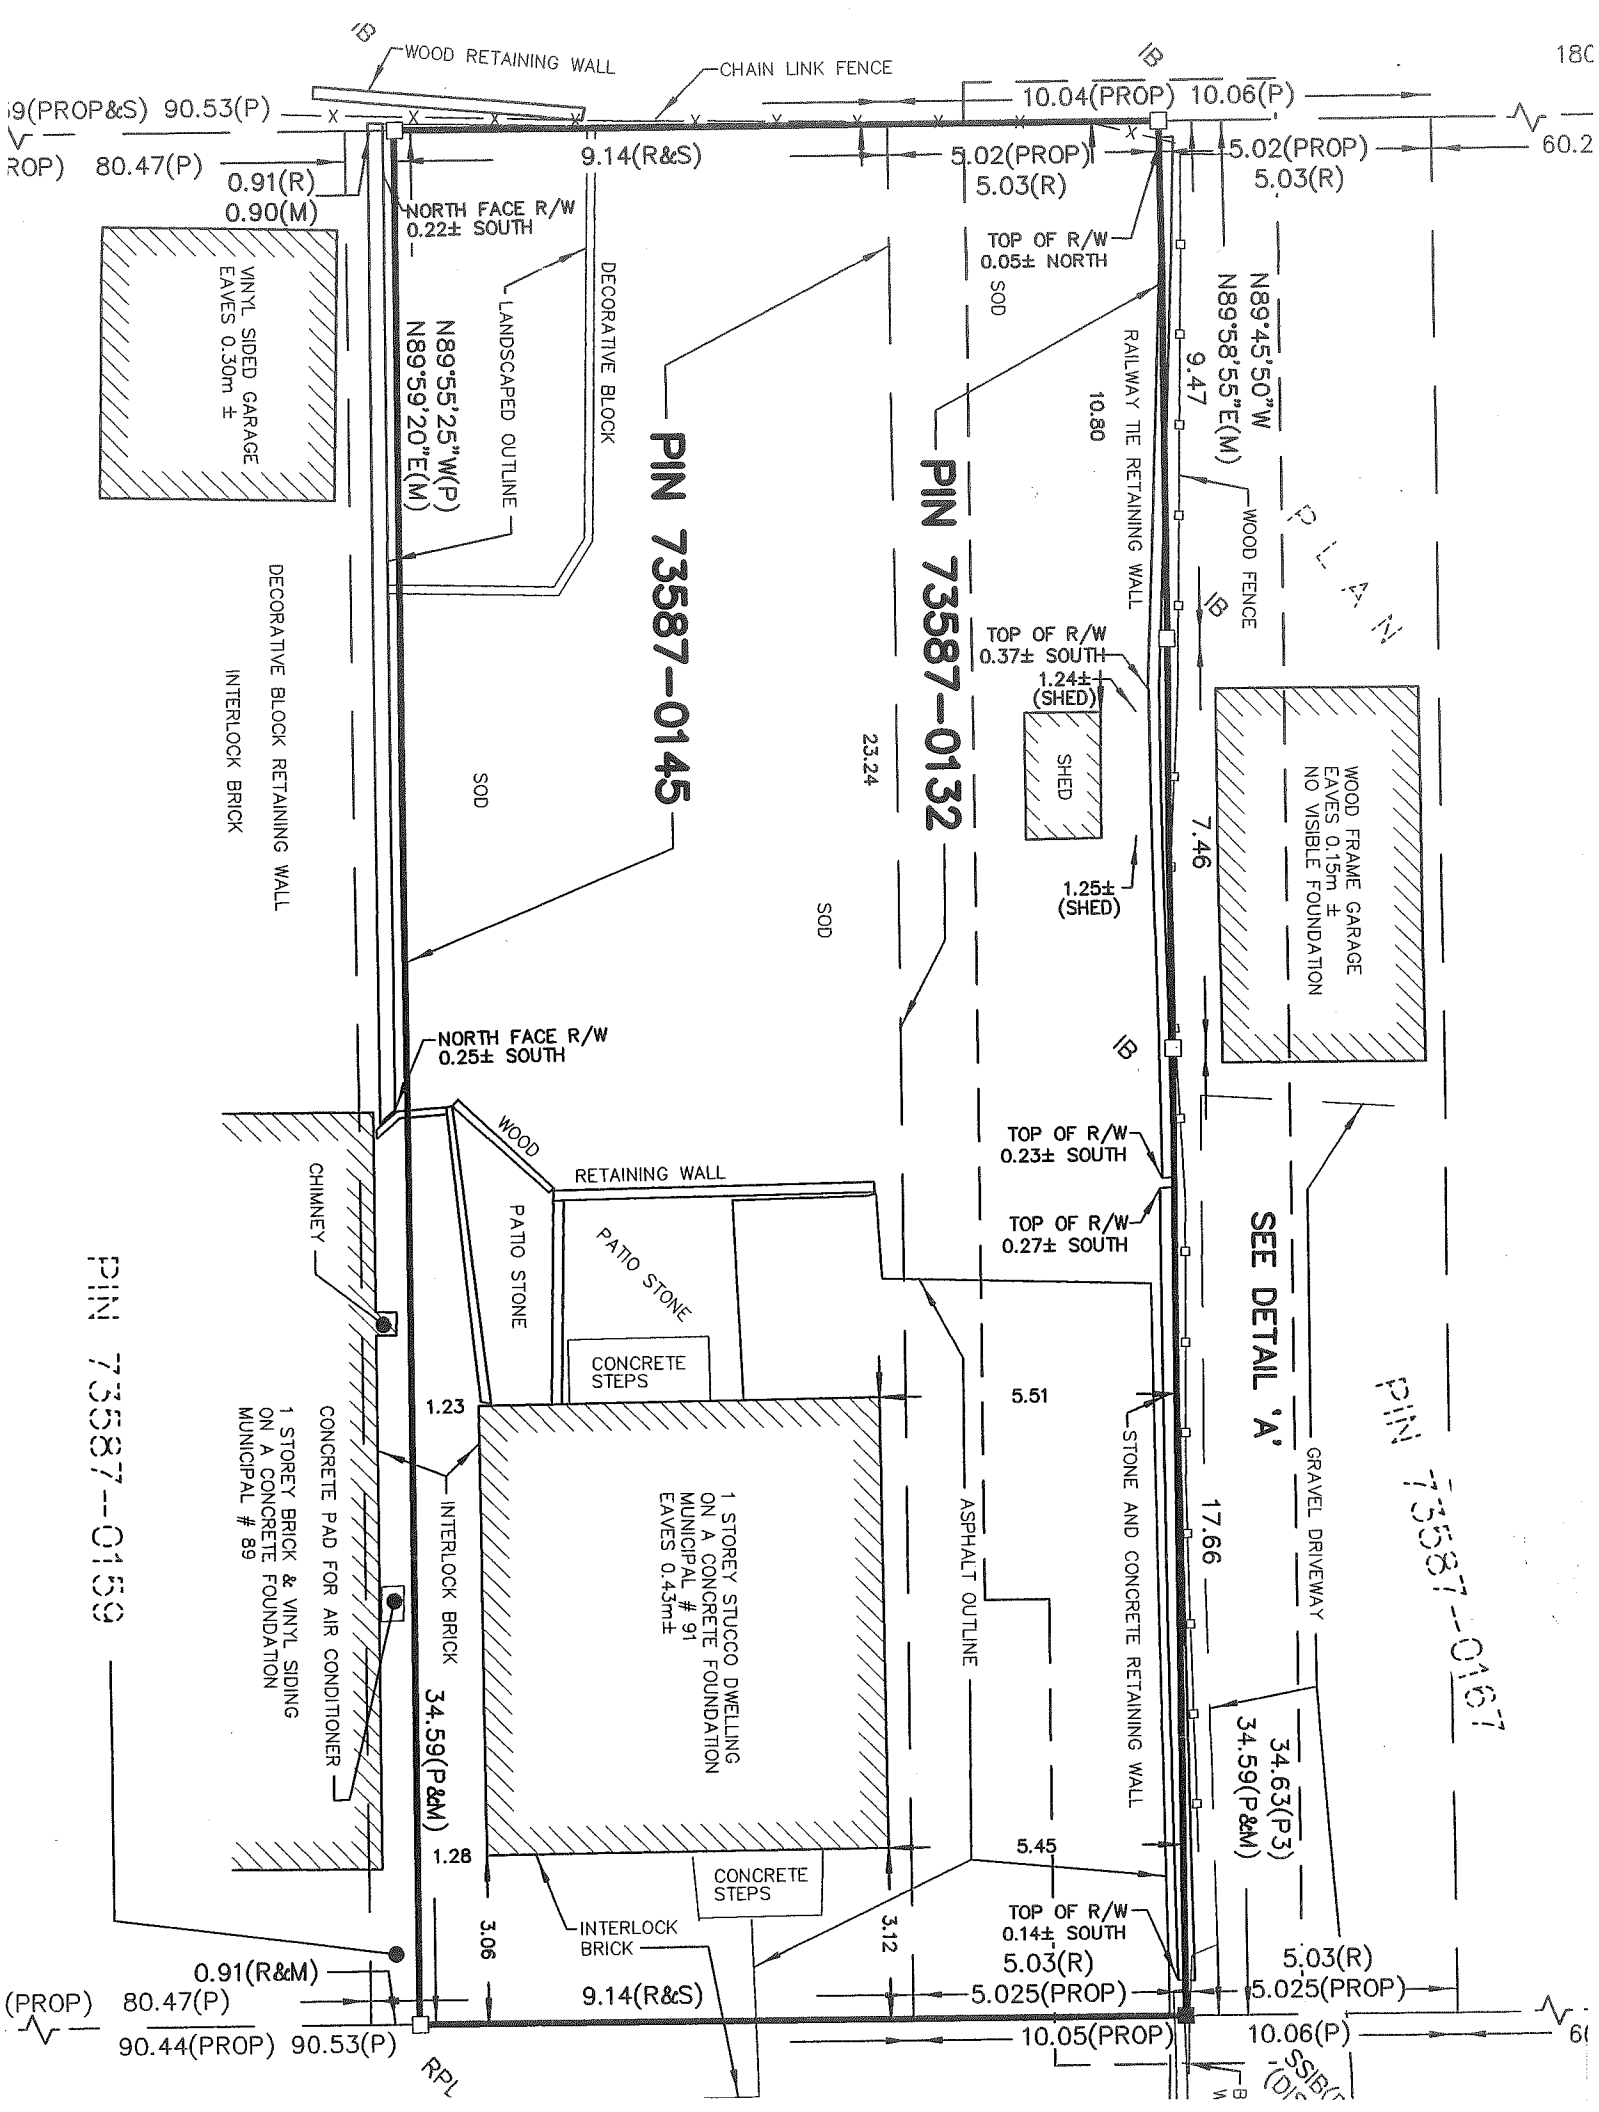 IB
WOOD RETAINING WALL
CHAIN LINK FENCE
IB
180
59(PROP&S) 90.53(P)
10.04(PROP) 10.06(P)
ROP) 80.47(P)
0.91(R)
0.90(M)
9.14(R&S)
5.02(PROP)
5.03(R)
5.02(PROP)
5.03(R)
60.2
NORTH FACE R/W
0.22± SOUTH
TOP OF R/W
0.05± NORTH
VINYL SIDED GARAGE
EAVES 0.30m ±
N89°55'25"W(P)
N89°59'20"E(M)
LANDSCAPED OUTLINE
DECORATIVE BLOCK
SOD
RAILWAY TIE RETAINING WALL
10.80
N89°45'50"W
N89°58'55"E(M)
9.47
WOOD FENCE
PLAN
PIN 73587-0145
PIN 73587-0132
IB
TOP OF R/W
0.37± SOUTH
1.24±
(SHED)
SHED
1.25±
(SHED)
23.24
7.46
WOOD FRAME GARAGE
EAVES 0.15m ±
NO VISIBLE FOUNDATION
DECORATIVE BLOCK RETAINING WALL
INTERLOCK BRICK
SOD
SOD
NORTH FACE R/W
0.25± SOUTH
IB
WOOD
RETAINING WALL
TOP OF R/W
0.23± SOUTH
TOP OF R/W
0.27± SOUTH
CHIMNEY
PATIO STONE
PATIO STONE
CONCRETE
STEPS
SEE DETAIL 'A'
PIN 73587-0167
GRAVEL DRIVEWAY
PIN 73587-0159
1.23
5.51
CONCRETE PAD FOR AIR CONDITIONER
1 STOREY BRICK & VINYL SIDING
ON A CONCRETE FOUNDATION
MUNICIPAL # 89
INTERLOCK BRICK
1 STOREY STUCCO DWELLING
ON A CONCRETE FOUNDATION
MUNICIPAL # 91
EAVES 0.43m±
ASPHALT OUTLINE
STONE AND CONCRETE RETAINING WALL
17.66
34.59(P&M)
34.63(P3)
34.59(P&M)
1.28
5.45
CONCRETE
STEPS
3.06
INTERLOCK
BRICK
3.12
TOP OF R/W
0.14± SOUTH
0.91(R&M)
5.03(R)
5.03(R)
(PROP) 80.47(P)
9.14(R&S)
5.025(PROP)
5.025(PROP)
90.44(PROP) 90.53(P)
10.05(PROP)
10.06(P)
RPL
B
W